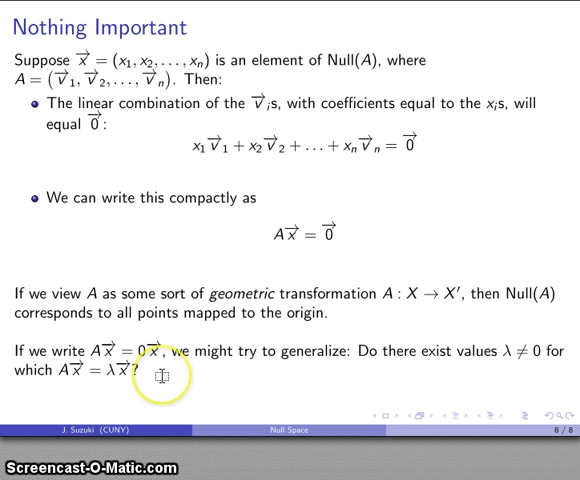 Nothing Important
Suppose x⃗ = (x₁, x₂, . . . , xₙ) is an element of Null(A), where
A = (V⃗₁, V⃗₂, . . . , V⃗ₙ). Then:
• The linear combination of the V⃗ᵢs, with coefficients equal to the xᵢs, will
equal 0⃗ :
x₁V⃗₁ + x₂V⃗₂ + . . . + xₙV⃗ₙ = 0⃗
• We can write this compactly as
Ax⃗ = 0⃗
If we view A as some sort of geometric transformation A : X → X′, then Null(A)
corresponds to all points mapped to the origin.
If we write Ax⃗ = 0x⃗, we might try to generalize: Do there exist values λ ≠ 0 for
which Ax⃗ = λx⃗?
J. Suzuki (CUNY) Null Space 8 / 8
Screencast-O-Matic.com